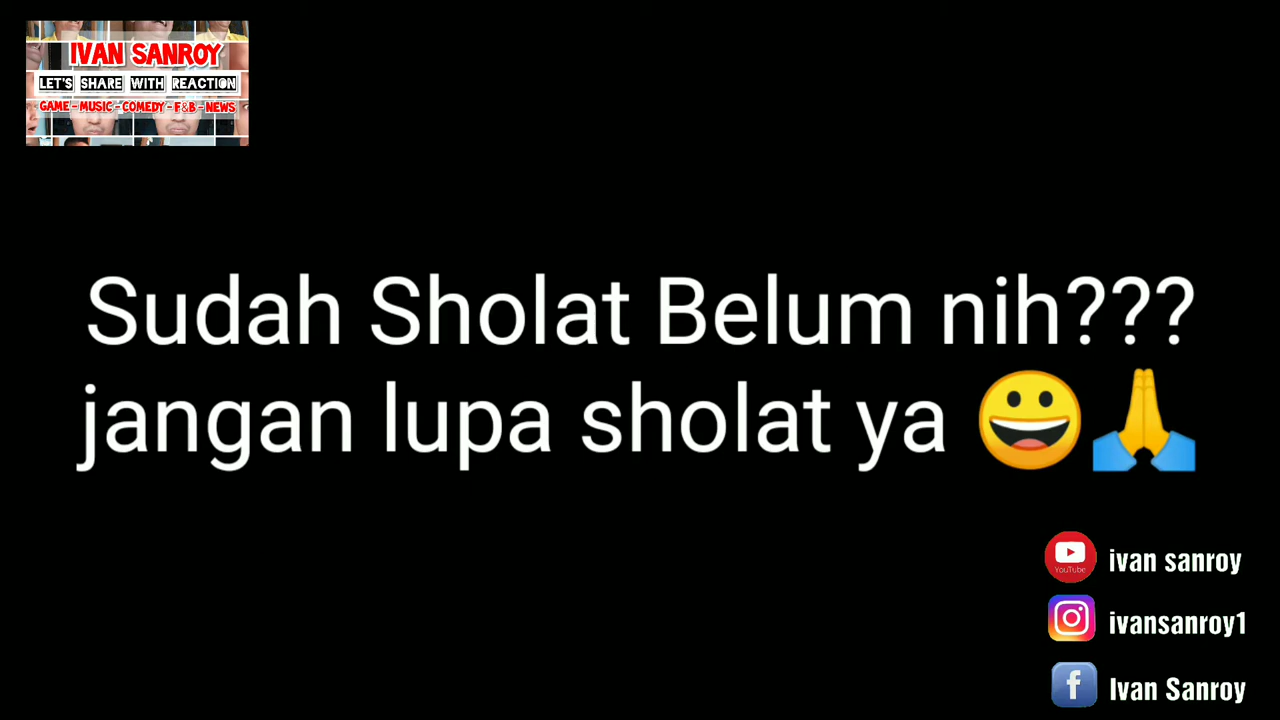 IVAN SANROY
LET'S SHARE WITH REACTION
GAME - MUSIC - COMEDY - F&B - NEWS
Sudah Sholat Belum nih???
jangan lupa sholat ya 😀🙏
YouTube
ivan sanroy
ivansanroy1
f
Ivan Sanroy